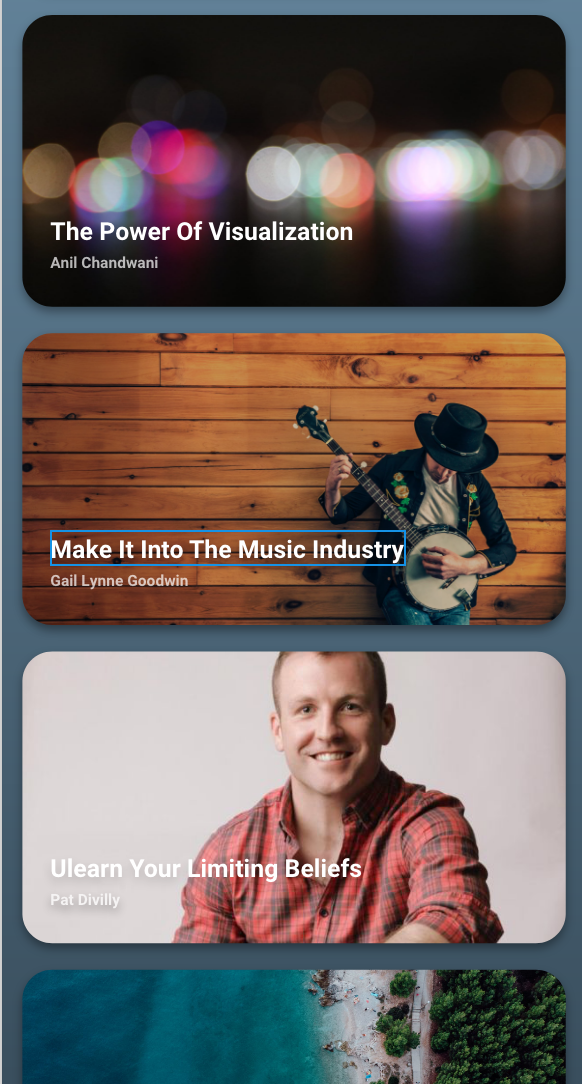 The Power Of Visualization
Anil Chandwani
Make It Into The Music Industry
Gail Lynne Goodwin
Ulearn Your Limiting Beliefs
Pat Divilly